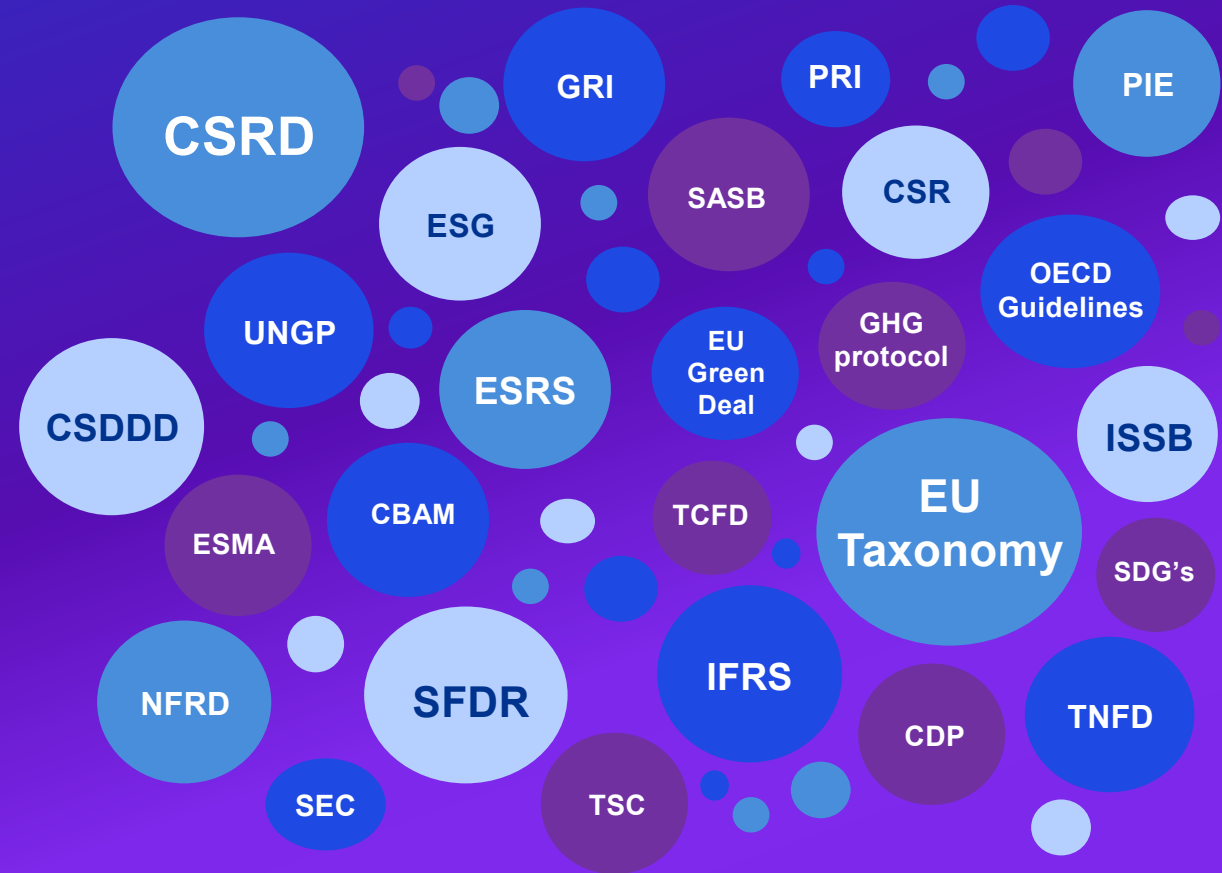 CSRD
GRI
PRI
PIE
ESG
SASB
CSR
UNGP
OECD
Guidelines
CSDDD
ESRS
EU
Green
Deal
GHG
protocol
ISSB
ESMA
CBAM
TCFD
EU
Taxonomy
SDG’s
NFRD
SFDR
IFRS
CDP
TNFD
SEC
TSC